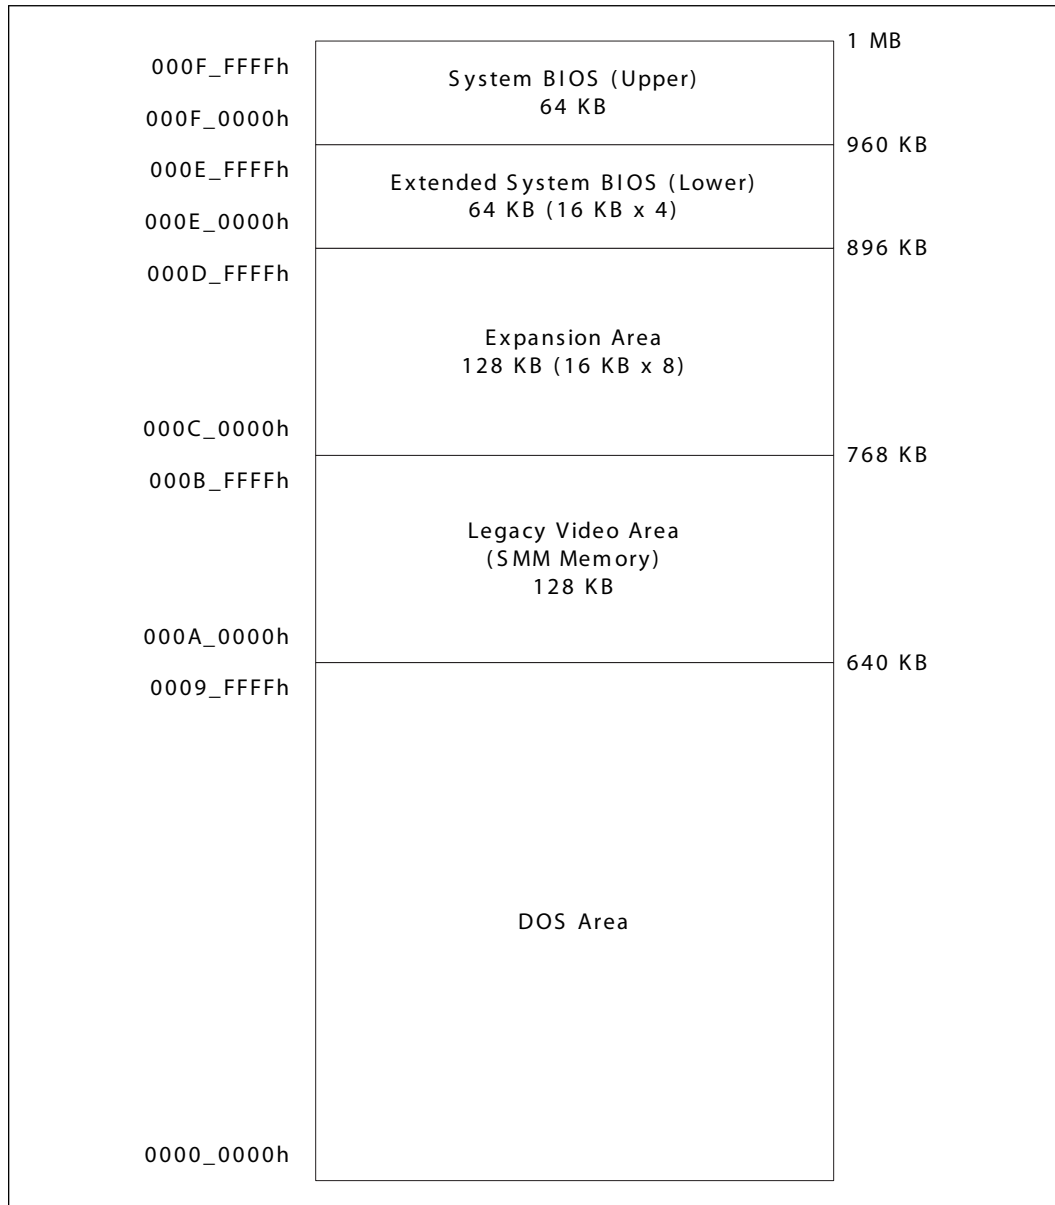 1 MB
000F_FFFFh
System BIOS (Upper)
64 KB
000F_0000h
960 KB
000E_FFFFh
Extended System BIOS (Lower)
64 KB (16 KB x 4)
000E_0000h
896 KB
000D_FFFFh
Expansion Area
128 KB (16 KB x 8)
000C_0000h
768 KB
000B_FFFFh
Legacy Video Area
(SMM Memory)
128 KB
000A_0000h
640 KB
0009_FFFFh
DOS Area
0000_0000h